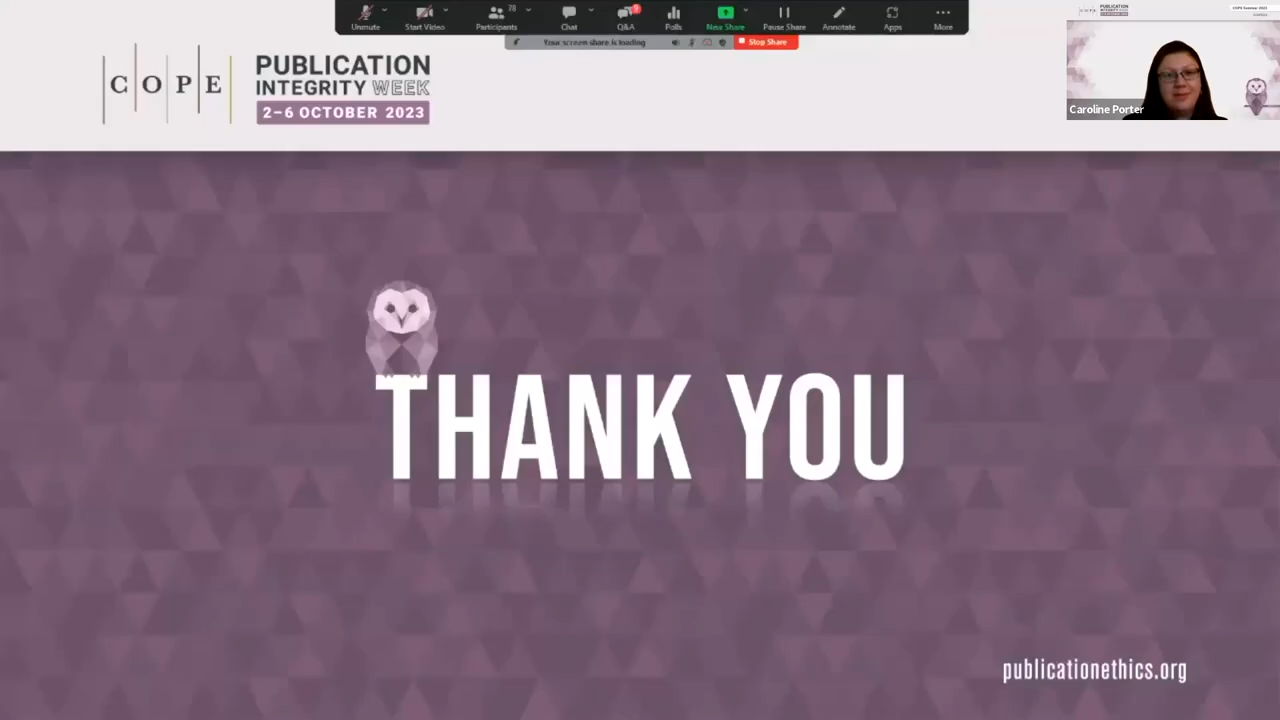 Unmute
Start Video
78
Participants
Chat
Q&A
Polls
New Share
Pause Share
Annotate
Apps
More
Your screen share is loading
Stop Share
COPE
PUBLICATION
INTEGRITY WEEK
2–6 OCTOBER 2023
Caroline Porter
THANK YOU
publicationethics.org